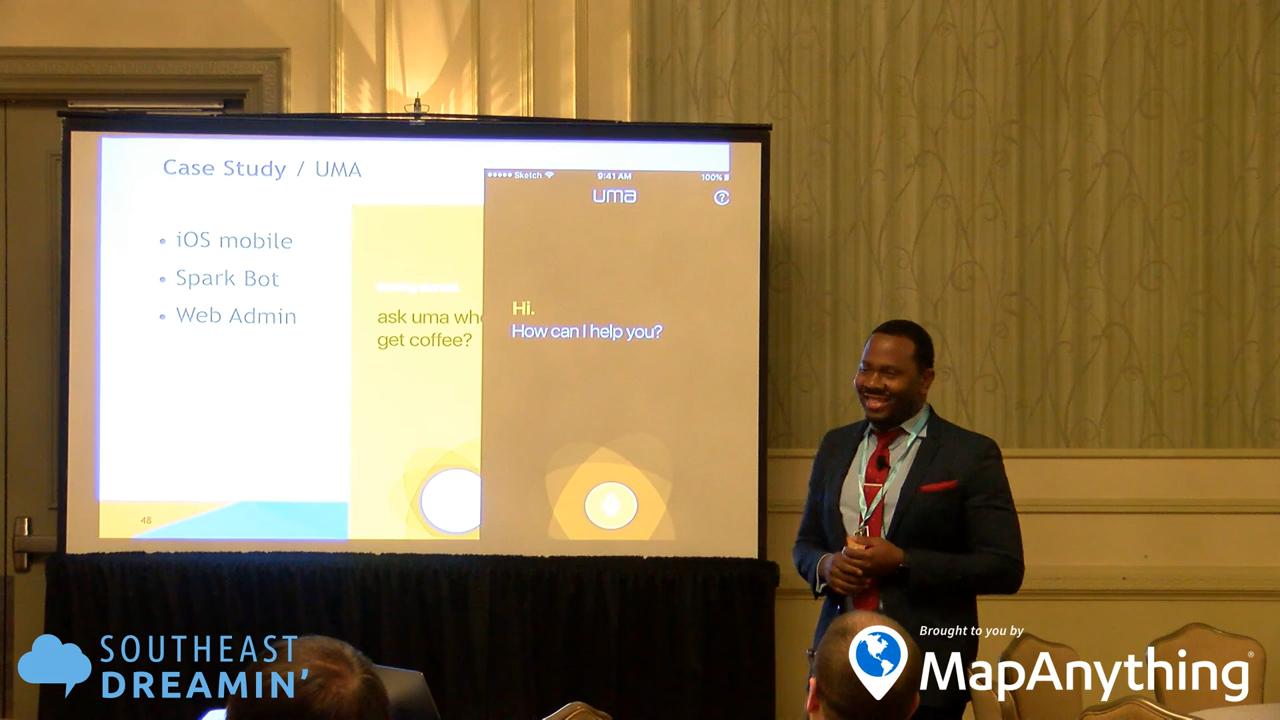 Case Study / UMA
• iOS mobile
• Spark Bot
• Web Admin
48
ask uma
get coffee?
Sketch 9:41 AM 100%
uma
?
Hi.
How can I help you?
SOUTHEAST
DREAMIN'
Brought to you by
MapAnything®